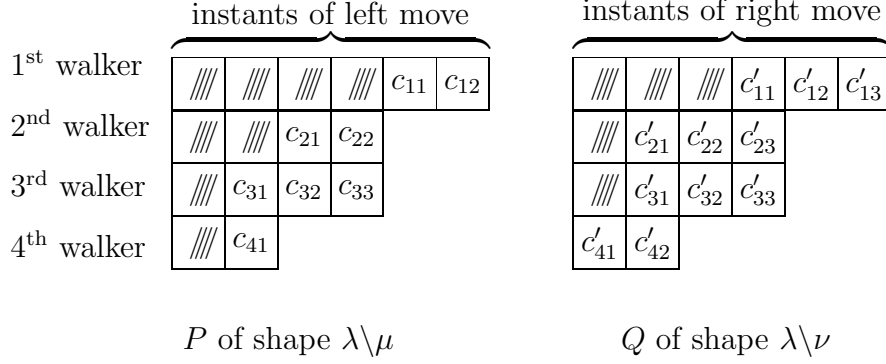 instants of left move instants of right move
1st walker c11 c12 c′11 c′12 c′13
2nd walker c21 c22 c′21 c′22 c′23
3rd walker c31 c32 c33 c′31 c′32 c′33
4th walker c41 c′41 c′42
P of shape λ\μ Q of shape λ\ν